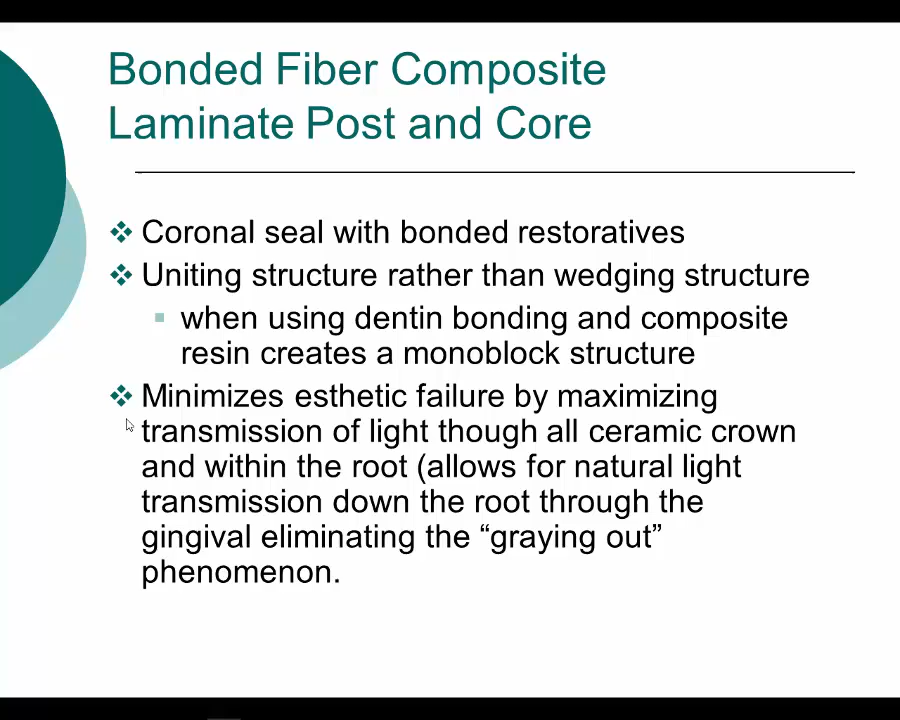 Bonded Fiber Composite
Laminate Post and Core
Coronal seal with bonded restoratives
Uniting structure rather than wedging structure
when using dentin bonding and composite
resin creates a monoblock structure
Minimizes esthetic failure by maximizing
transmission of light though all ceramic crown
and within the root (allows for natural light
transmission down the root through the
gingival eliminating the “graying out”
phenomenon.